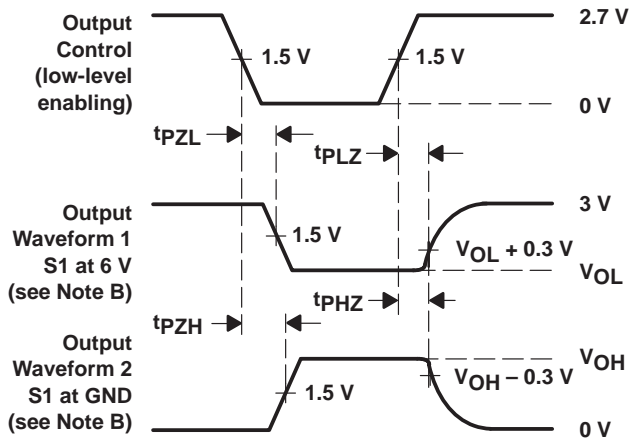 Output
Control
(low-level
enabling)
2.7 V
1.5 V
1.5 V
0 V
tPZL
tPLZ
Output
Waveform 1
S1 at 6 V
(see Note B)
3 V
1.5 V
VOL + 0.3 V
VOL
tPZH
tPHZ
Output
Waveform 2
S1 at GND
(see Note B)
VOH
1.5 V
VOH – 0.3 V
0 V